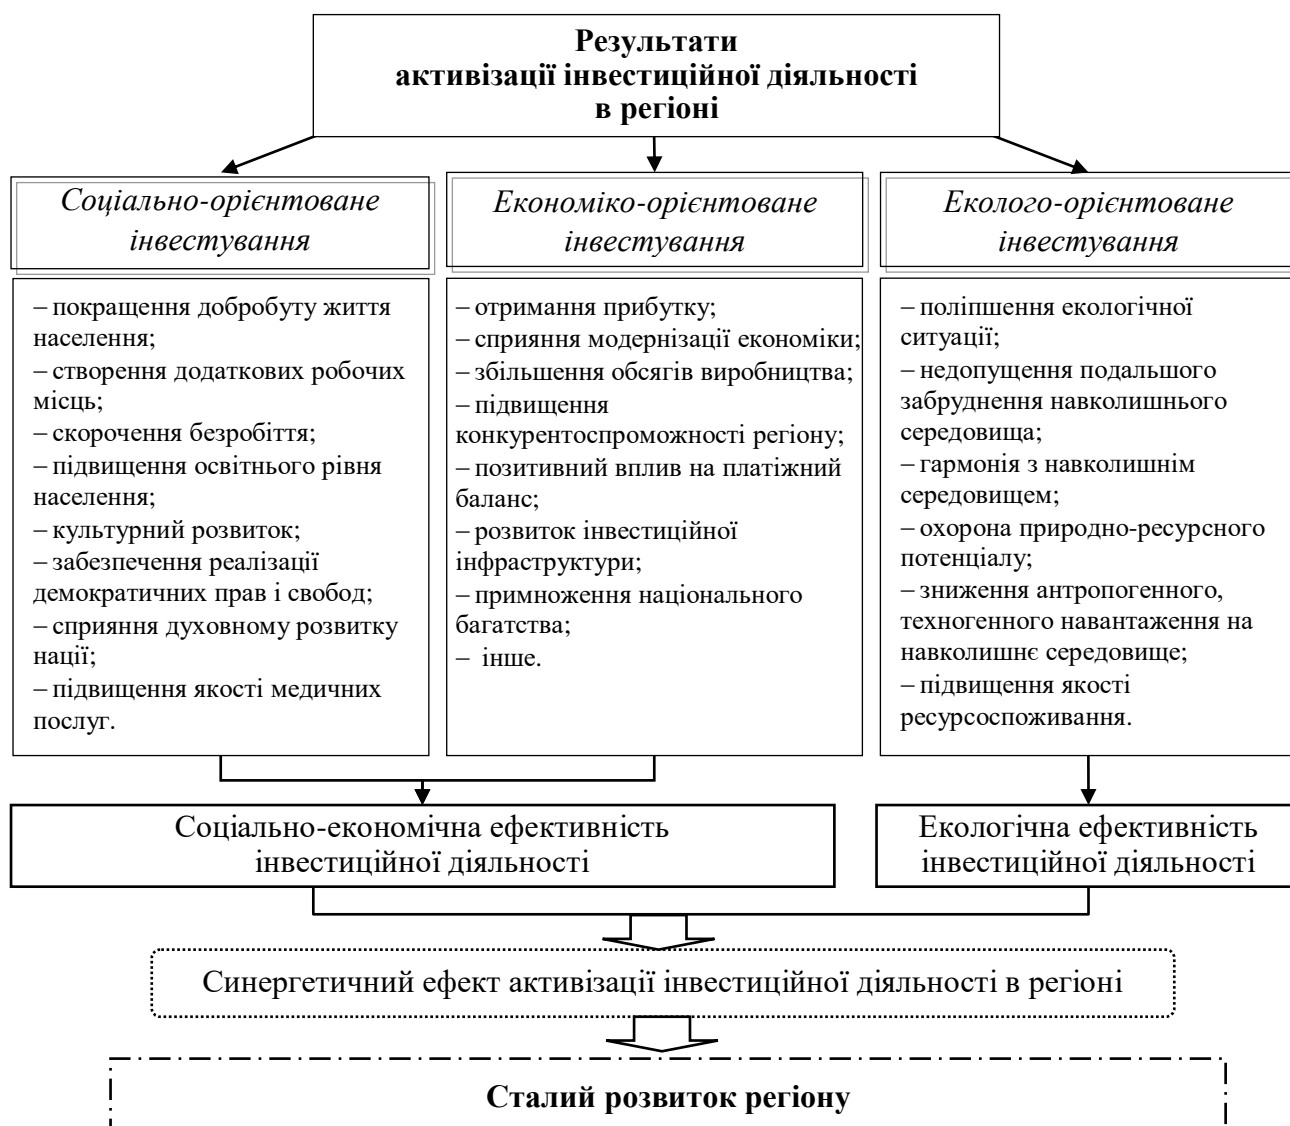 Результати
активізації інвестиційної діяльності
в регіоні
Соціально-орієнтоване
інвестування
– покращення добробуту життя
населення;
– створення додаткових робочих
місць;
– скорочення безробіття;
– підвищення освітнього рівня
населення;
– культурний розвиток;
– забезпечення реалізації
демократичних прав і свобод;
– сприяння духовному розвитку
нації;
– підвищення якості медичних
послуг.
Економіко-орієнтоване
інвестування
– отримання прибутку;
– сприяння модернізації економіки;
– збільшення обсягів виробництва;
– підвищення
конкурентоспроможності регіону;
– позитивний вплив на платіжний
баланс;
– розвиток інвестиційної
інфраструктури;
– примноження національного
багатства;
– інше.
Еколого-орієнтоване
інвестування
– поліпшення екологічної
ситуації;
– недопущення подальшого
забруднення навколишнього
середовища;
– гармонія з навколишнім
середовищем;
– охорона природно-ресурсного
потенціалу;
– зниження антропогенного,
техногенного навантаження на
навколишнє середовище;
– підвищення якості
ресурсоспоживання.
Соціально-економічна ефективність
інвестиційної діяльності
Екологічна ефективність
інвестиційної діяльності
Синергетичний ефект активізації інвестиційної діяльності в регіоні
Сталий розвиток регіону